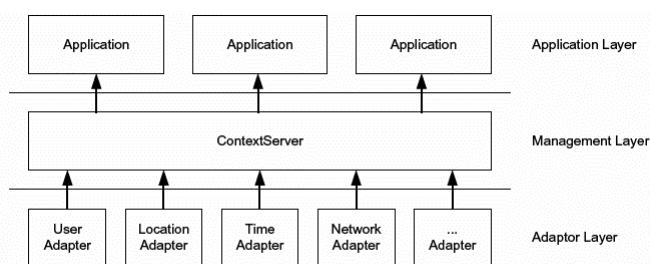 Application
Application
Application
Application Layer
ContextServer
Management Layer
User
Adapter
Location
Adapter
Time
Adapter
Network
Adapter
...
Adapter
Adaptor Layer